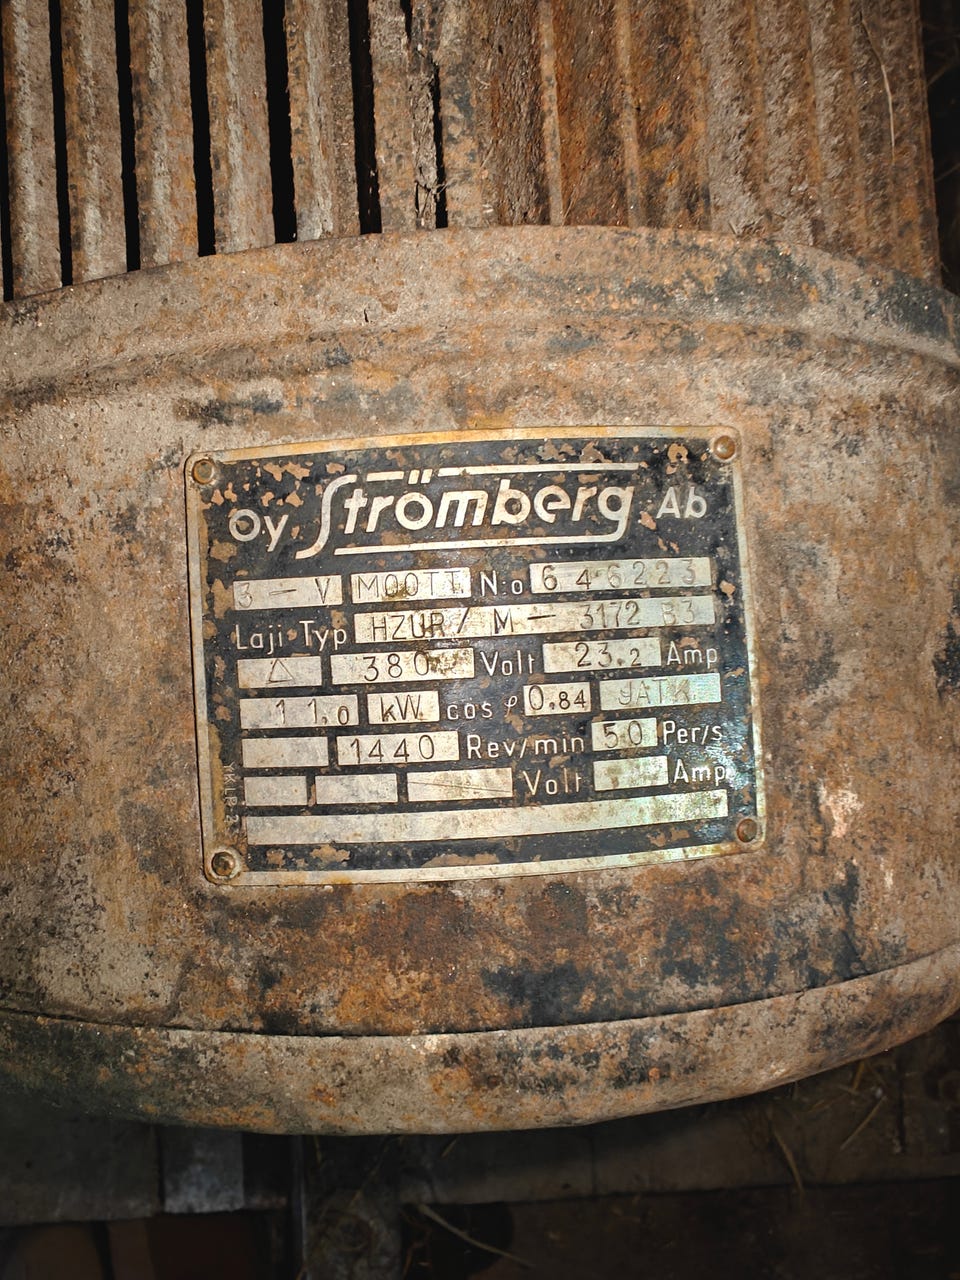 Oy Strömberg Ab
3 — V MOOTT. N:o 646223
Laji-Typ HZUR/ M — 3172 B3
△ 380 Volt 23.2 Amp
11,0 kW cos φ 0.84 JATK.
1440 Rev/min 50 Per/s
Volt Amp